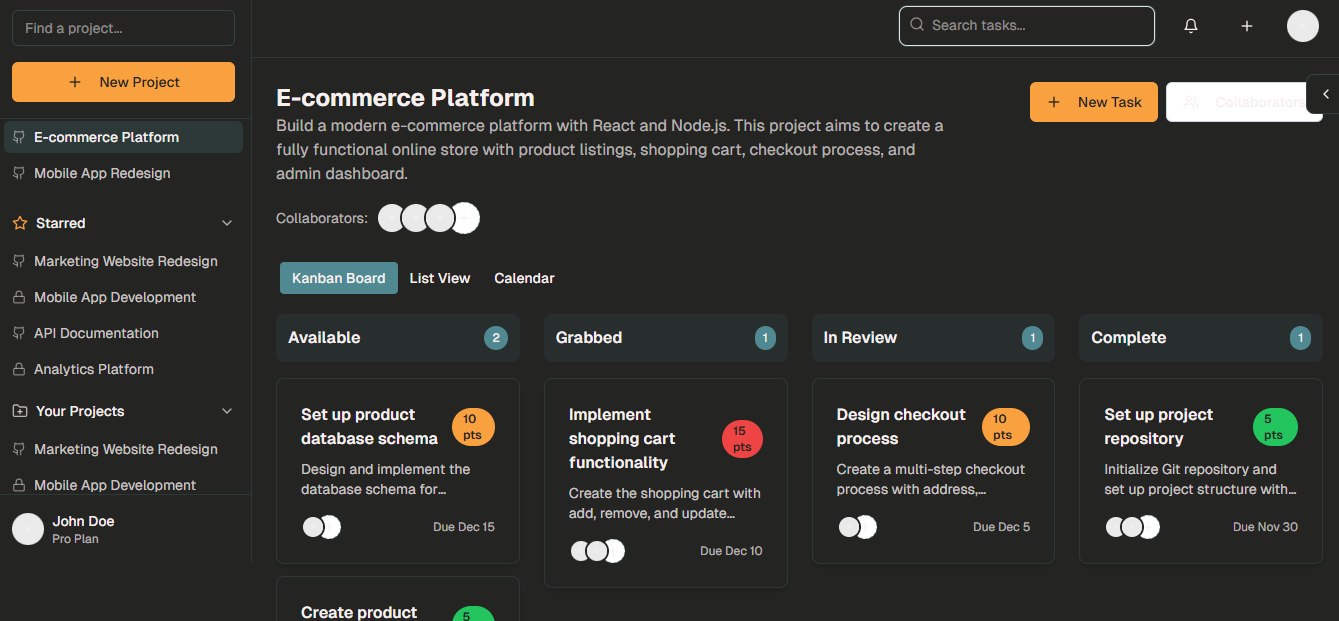 Find a project...
New Project
E-commerce Platform
Mobile App Redesign
Starred
Marketing Website Redesign
Mobile App Development
API Documentation
Analytics Platform
Your Projects
Marketing Website Redesign
Mobile App Development
John Doe
Pro Plan
Search tasks...
E-commerce Platform
Build a modern e-commerce platform with React and Node.js. This project aims to create a
fully functional online store with product listings, shopping cart, checkout process, and
admin dashboard.
New Task
Collaborators
Collaborators:
Kanban Board
List View
Calendar
Available
2
Set up product
database schema
10
pts
Design and implement the
database schema for...
Due Dec 15
Create product
5
Grabbed
1
Implement
shopping cart
functionality
15
pts
Create the shopping cart with
add, remove, and update...
Due Dec 10
In Review
1
Design checkout
process
10
pts
Create a multi-step checkout
process with address,...
Due Dec 5
Complete
1
Set up project
repository
5
pts
Initialize Git repository and
set up project structure with...
Due Nov 30